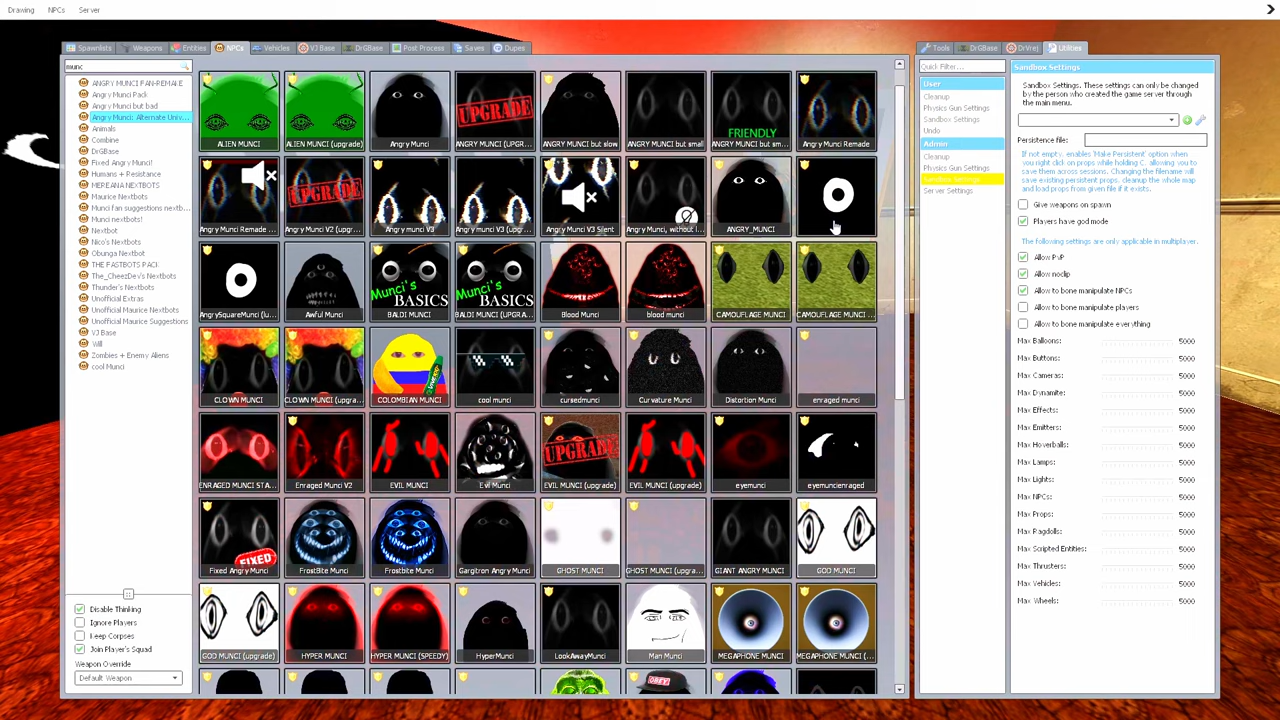 Drawing NPCs Server
Spawnlists Weapons Entities NPCs Vehicles VJ Base DrGBase Post Process Saves Dupes
Tools DrGBase DrVrej Utilities
munc
ANGRY MUNCI FAN-REMAKE
Angry Munci Pack
Angry Munci but bad
Angry Munci: Alternate Univ...
Animals
Combine
DrGBase
Fixed Angry Munci!
Humans + Resistance
MEREANA NEXTBOTS
Maurice Nextbots
Munci fan suggestions nextb...
Munci nextbots!
Nextbot
Nico's Nextbots
Obunga Nextbot
THE FASTBOTS PACK
The_CheezDev's Nextbots
Thunder's Nextbots
Unofficial Extras
Unofficial Maurice Nextbots
Unofficial Maurice Suggestions
VJ Base
Will
Zombies + Enemy Aliens
cool Munci
Disable Thinking
Ignore Players
Keep Corpses
Join Player's Squad
Weapon Override
Default Weapon
UPGRADE
FRIENDLY
ALIEN MUNCI
ALIEN MUNCI (upgrade)
Angry Munci
ANGRY MUNCI (UPGR...
ANGRY MUNCI but slow
ANGRY MUNCI but sm...
ANGRY MUNCI but sm...
Angry Munci Remade
UPGRADE
Angry Munci Remade ...
Angry Munci V2 (upgra...
Angry munci V3
Angry munci V3 (upgr...
Angry Munci V3 Silent
Angry Munci, without l...
ANGRY_MUNCI
Munci's BASICS
Munci's BASICS
AngrySquareMunci (lu...
Awful Munci
BALDI MUNCI
BALDI MUNCI (UPGRA...
Blood Munci
blood munci
CAMOUFLAGE MUNCI
CAMOUFLAGE MUNCI ...
CLOWN MUNCI
CLOWN MUNCI (upgra...
COLOMBIAN MUNCI
cool munci
cursedmunci
Curvature Munci
Distortion Munci
enraged munci
UPGRADE
ENRAGED MUNCI STA...
Enraged Munci V2
EVIL MUNCI
Evil Munci
EVIL MUNCI (upgrade)
EVIL MUNCI (upgrade)
eyemunci
eyemuncienraged
FIXED
Fixed Angry Munci
FrostBite Munci
Frostbite Munci
Gargitron Angry Munci
GHOST MUNCI
GHOST MUNCI (upgra...
GIANT ANGRY MUNCI
GOD MUNCI
GOD MUNCI (upgrade)
HYPER MUNCI
HYPER MUNCI (SPEEDY)
HyperMunci
LookAwayMunci
Man Munci
MEGAPHONE MUNCI
MEGAPHONE MUNCI (...
OBEY
Quick Filter...
User
Cleanup
Physics Gun Settings
Sandbox Settings
Undo
Admin
Cleanup
Physics Gun Settings
Sandbox Settings
Server Settings
Sandbox Settings
Sandbox Settings. These settings can only be changed
by the person who created the game server through
the main menu.
Persistence file:
If not empty, enables 'Make Persistent' option when
you right click on props while holding C, allowing you to
save them across sessions. Changing the filename
will save existing persistent props, cleanup the whole map
and load props from given file if it exists.
Give weapons on spawn
Players have god mode
The following settings are only applicable in multiplayer.
Allow PvP
Allow noclip
Allow to bone manipulate NPCs
Allow to bone manipulate players
Allow to bone manipulate everything
Max Balloons: 5000
Max Buttons: 5000
Max Cameras: 5000
Max Dynamite: 5000
Max Effects: 5000
Max Emitters: 5000
Max Hoverballs: 5000
Max Lamps: 5000
Max Lights: 5000
Max NPCs: 5000
Max Props: 5000
Max Ragdolls: 5000
Max Scripted Entities: 5000
Max Thrusters: 5000
Max Vehicles: 5000
Max Wheels: 5000